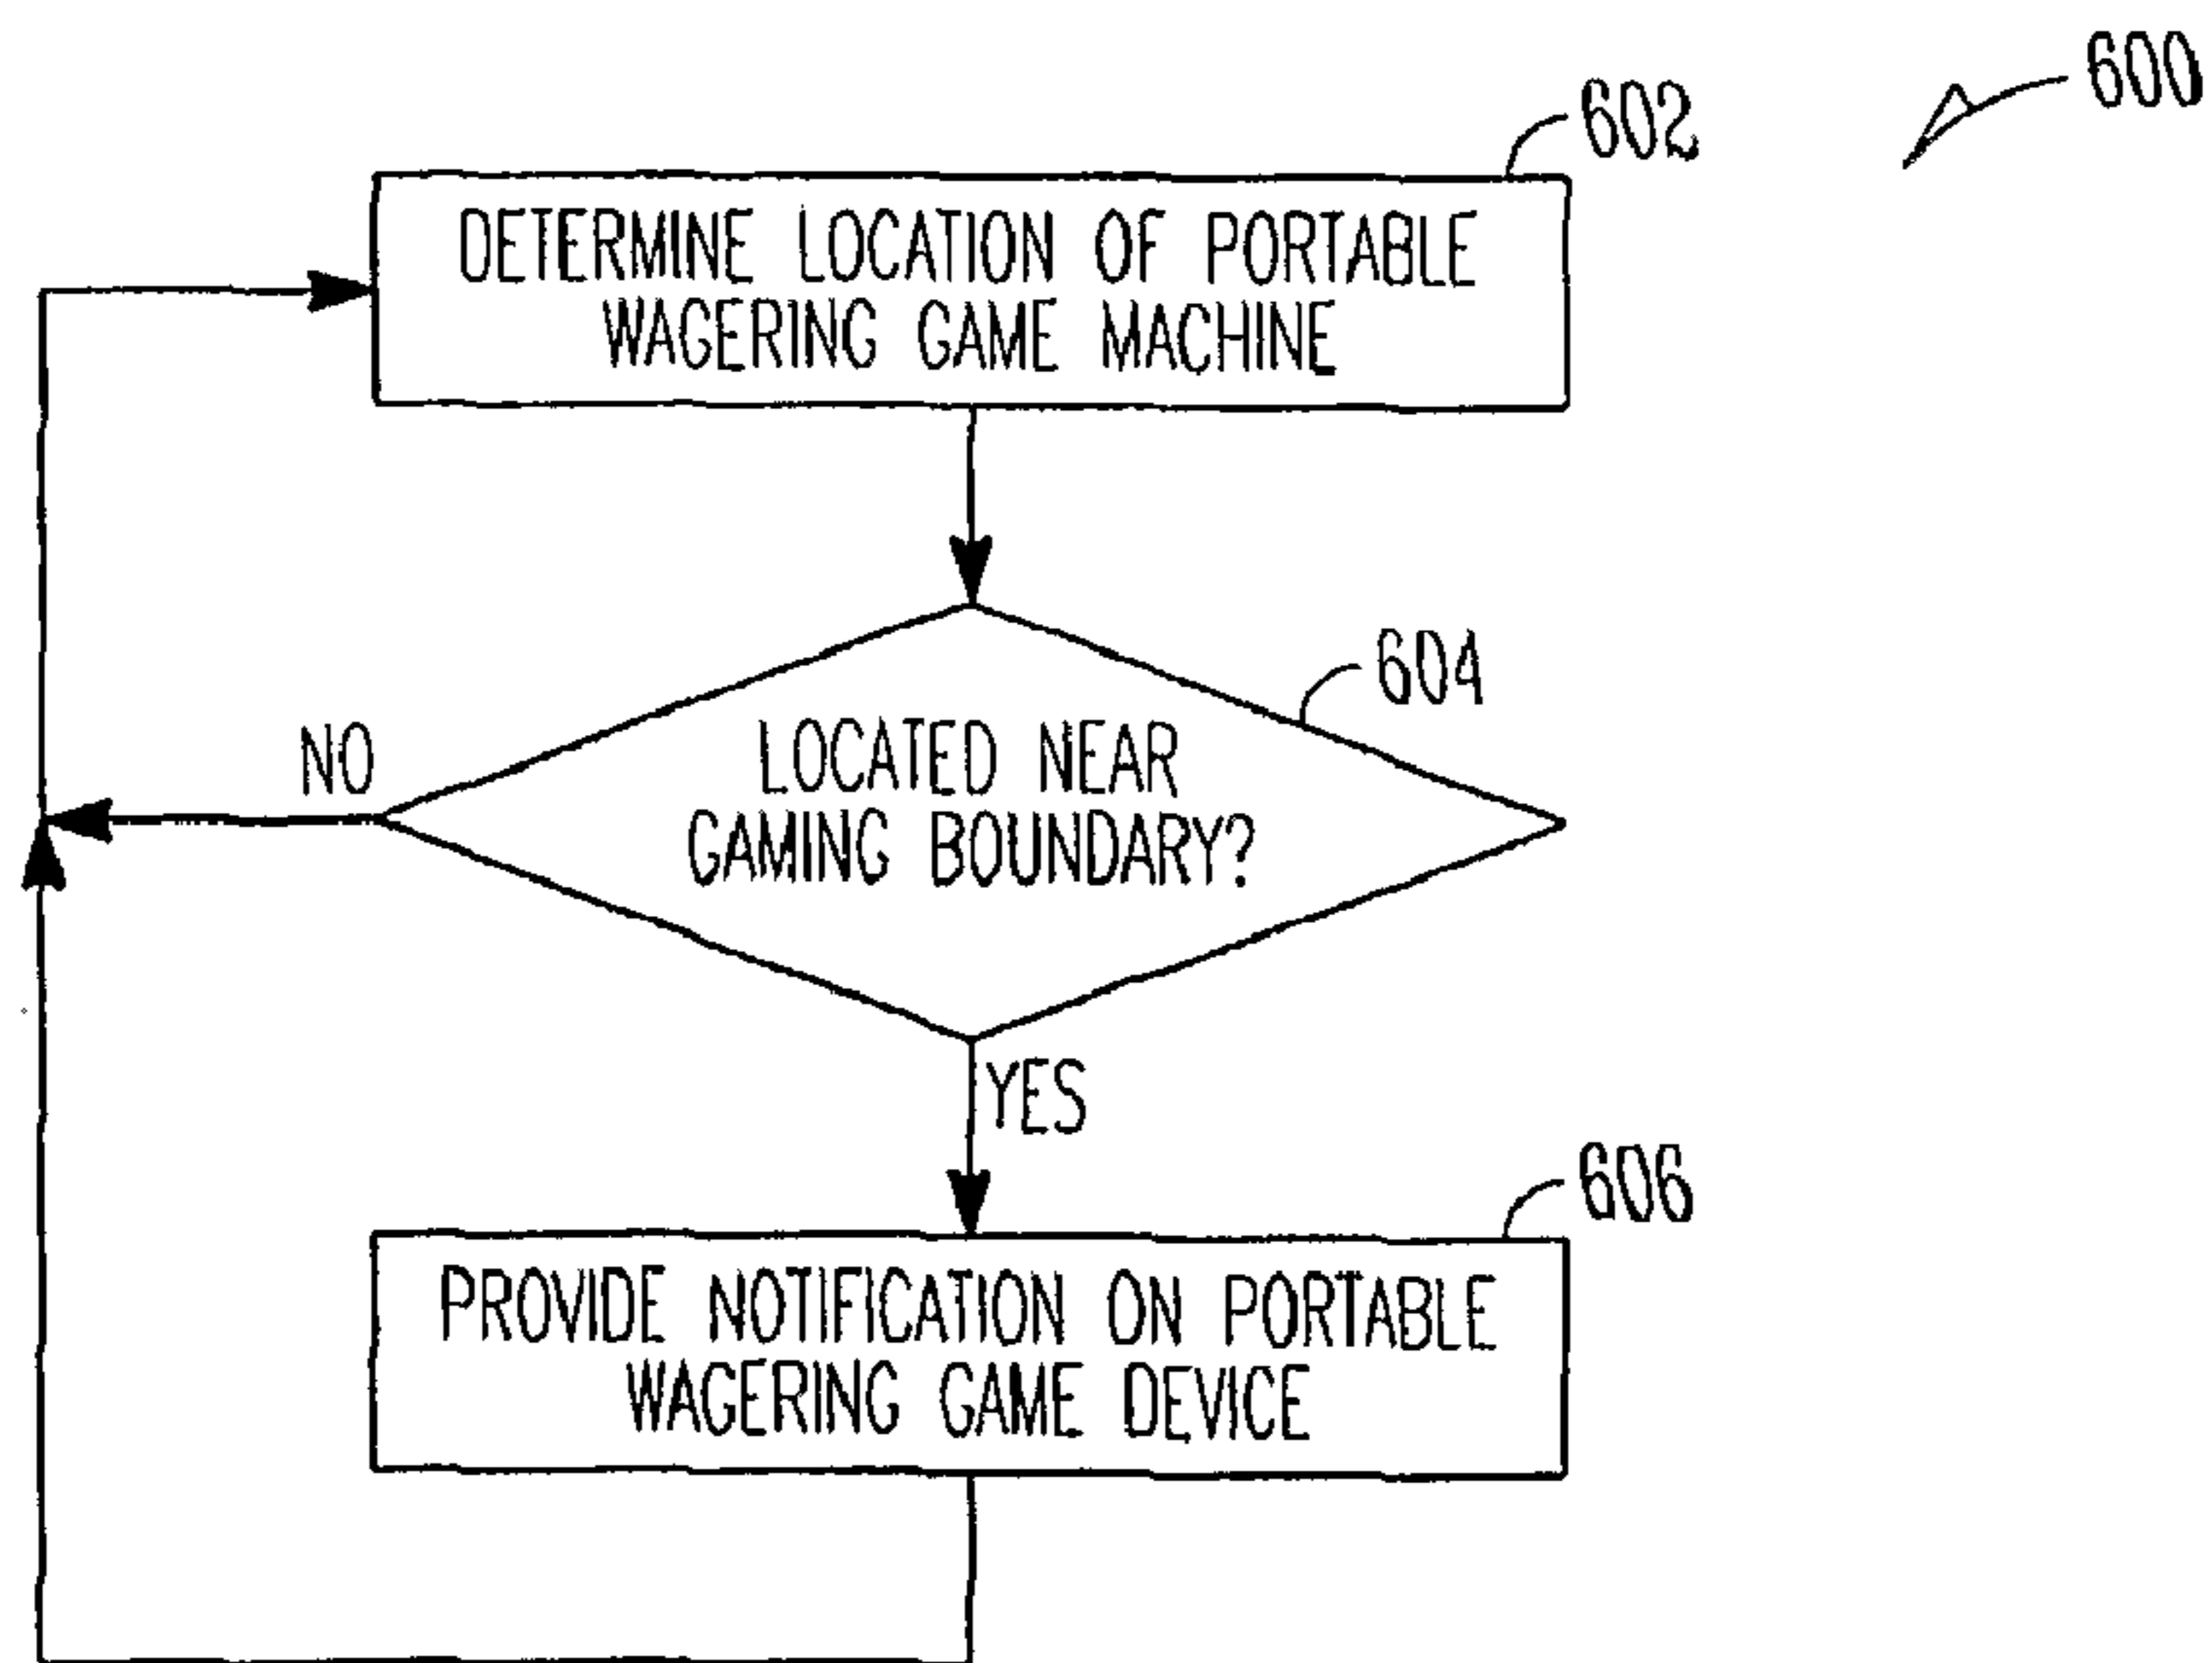 600
602
DETERMINE LOCATION OF PORTABLE
WAGERING GAME MACHINE
604
LOCATED NEAR
GAMING BOUNDARY?
NO
YES
606
PROVIDE NOTIFICATION ON PORTABLE
WAGERING GAME DEVICE